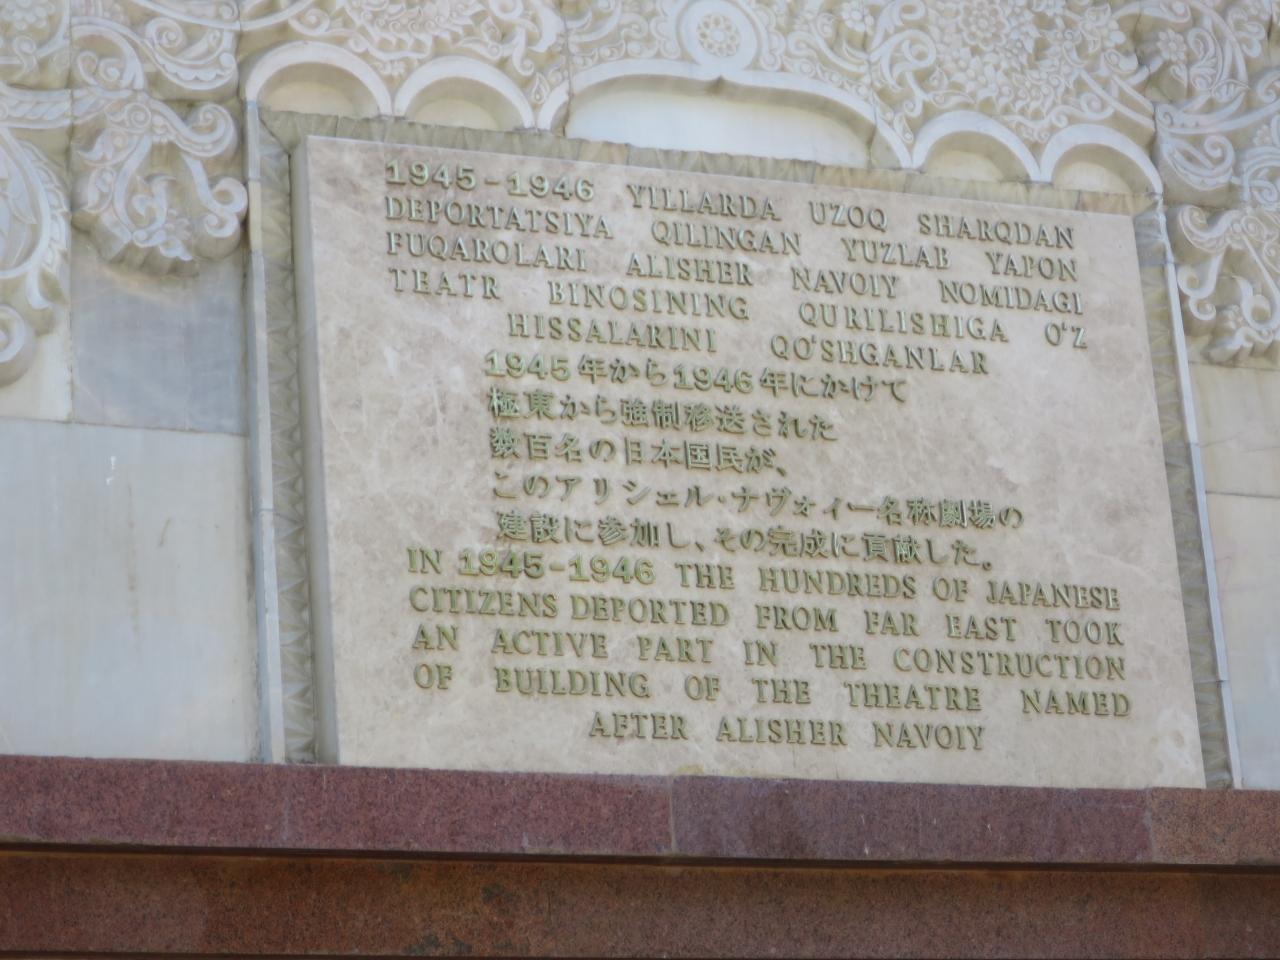 1945-1946 YILLARDA UZOQ SHARQDAN
DEPORTATSIYA QILINGAN YUZLAB YAPON
FUQAROLARI ALISHER NAVOIY NOMIDAGI
TEATR BINOSINING QURILISHIGA O'Z
HISSALARINI QO'SHGANLAR
1945年から1946年にかけて
極東から強制移送された
数百名の日本国民が、
このアリシェル・ナヴォィー名称劇場の
建設に参加し、その完成に貢献した。
IN 1945-1946 THE HUNDREDS OF JAPANESE
CITIZENS DEPORTED FROM FAR EAST TOOK
AN ACTIVE PART IN THE CONSTRUCTION
OF BUILDING OF THE THEATRE NAMED
AFTER ALISHER NAVOIY